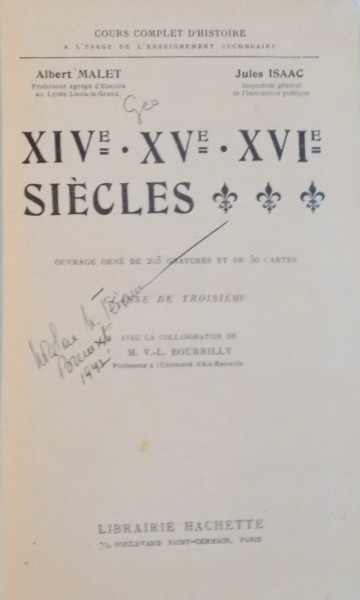 COURS COMPLET D'HISTOIRE
A L'USAGE DE L'ENSEIGNEMENT SECONDAIRE
Albert MALET
Professeur agrégé d'Histoire
au Lycée Louis-le-Grand.
Jules ISAAC
Inspecteur général
de l'Instruction publique
Geo
XIVE · XVE · XVIE
SIÈCLES
OUVRAGE ORNÉ DE 205 GRAVURES ET DE 30 CARTES
DE TROISIÈME
AVEC LA COLLABORATION DE
M. V.-L. BOURRILLY
Professeur à l'Université d'Aix-Marseille
1942
LIBRAIRIE HACHETTE
79, BOULEVARD SAINT-GERMAIN, PARIS